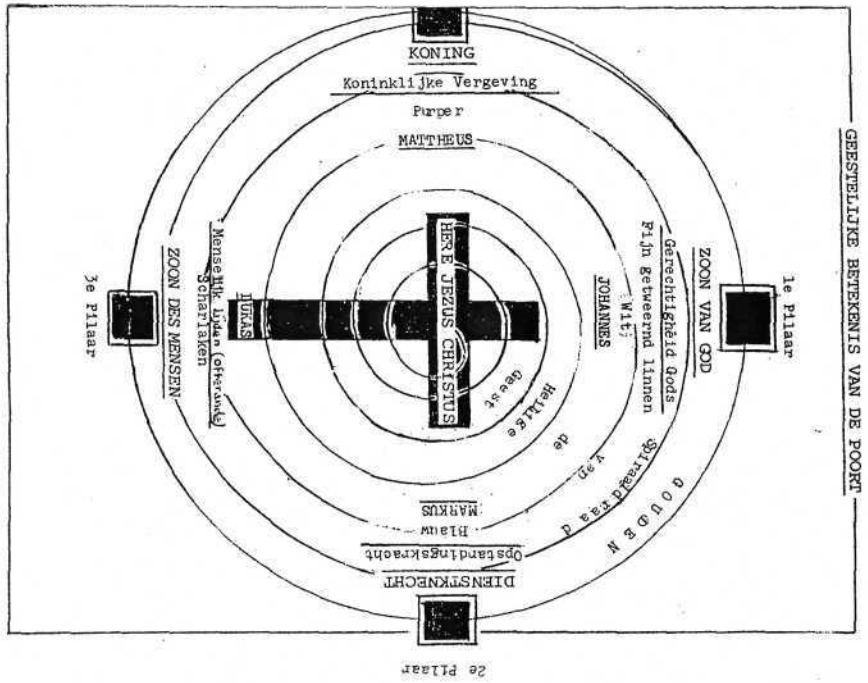 GEESTELIJKE BETEKENIS VAN DE POORT
1e Pilaar
ZOON VAN GOD
Gerechtigheid Gods
Fijn getweernd linnen
Wit;
JOHANNES
KONING
Koninklijke Vergeving
Purper
MATTHEUS
HERE JEZUS CHRISTUS
GOUDEN
Spiraaldraad
van
de
Heilige
Geest
MARKUS
Blauw
Opstandingskracht
DIENSTKNECHT
2e Pilaar
LUKAS
Scharlaken
Menselijk lijden (offerande)
ZOON DES MENSEN
3e Pilaar